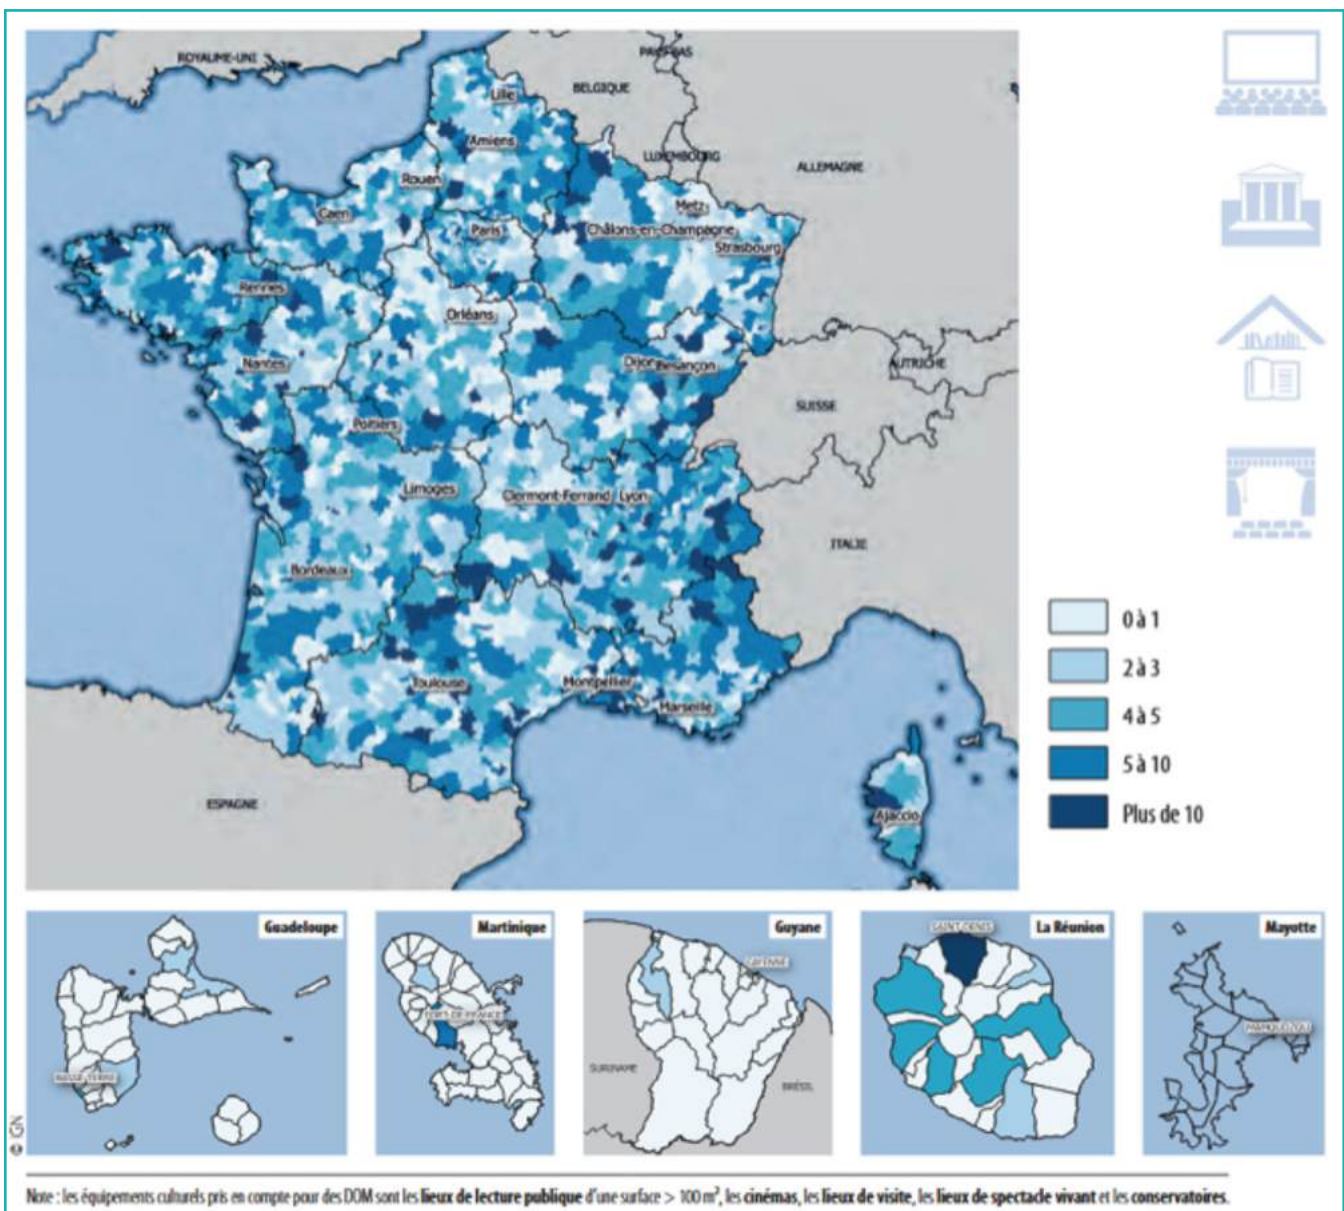 ROYAUME-UNI
PAYS-BAS
BELGIQUE
Lille
LUXEMBOURG
ALLEMAGNE
Amiens
Rouen
Metz
Caen
Paris
Châlons-en-Champagne
Strasbourg
Rennes
Orléans
Nantes
Dijon
Besançon
AUTRICHE
SUISSE
Poitiers
Limoges
Clermont-Ferrand
Lyon
ITALIE
Bordeaux
Toulouse
Montpellier
Marseille
ESPAGNE
Ajaccio
0 à 1
2 à 3
4 à 5
5 à 10
Plus de 10
Guadeloupe
BASSE-TERRE
Martinique
FORT-DE-FRANCE
Guyane
CAYENNE
SURINAME
BRÉSIL
La Réunion
SAINT-DENIS
Mayotte
MAMOUDZOU
© IGN
Note : les équipements culturels pris en compte pour des DOM sont les lieux de lecture publique d'une surface > 100 m², les cinémas, les lieux de visite, les lieux de spectacle vivant et les conservatoires.